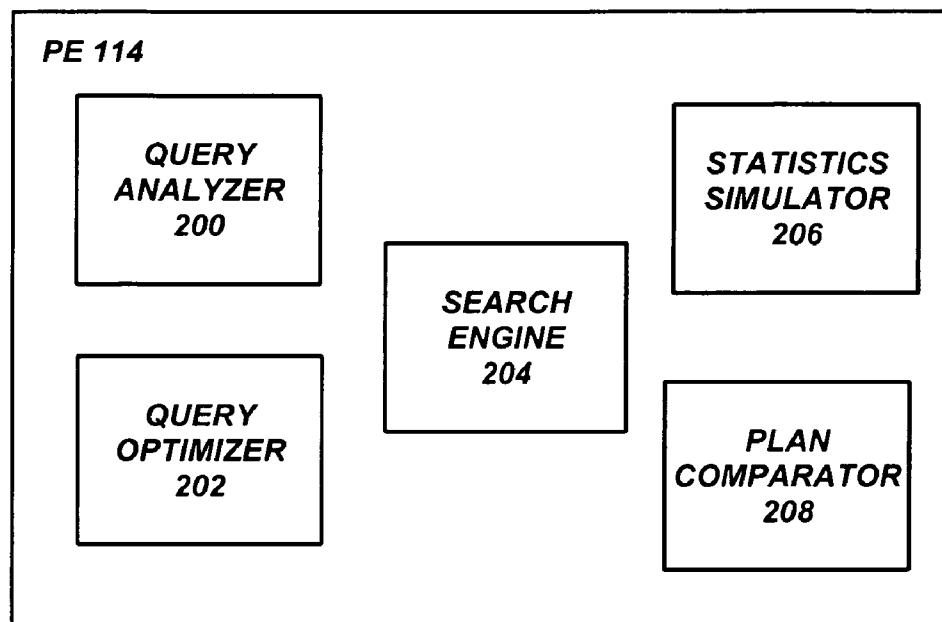 PE 114
QUERY
ANALYZER
200
STATISTICS
SIMULATOR
206
SEARCH
ENGINE
204
QUERY
OPTIMIZER
202
PLAN
COMPARATOR
208